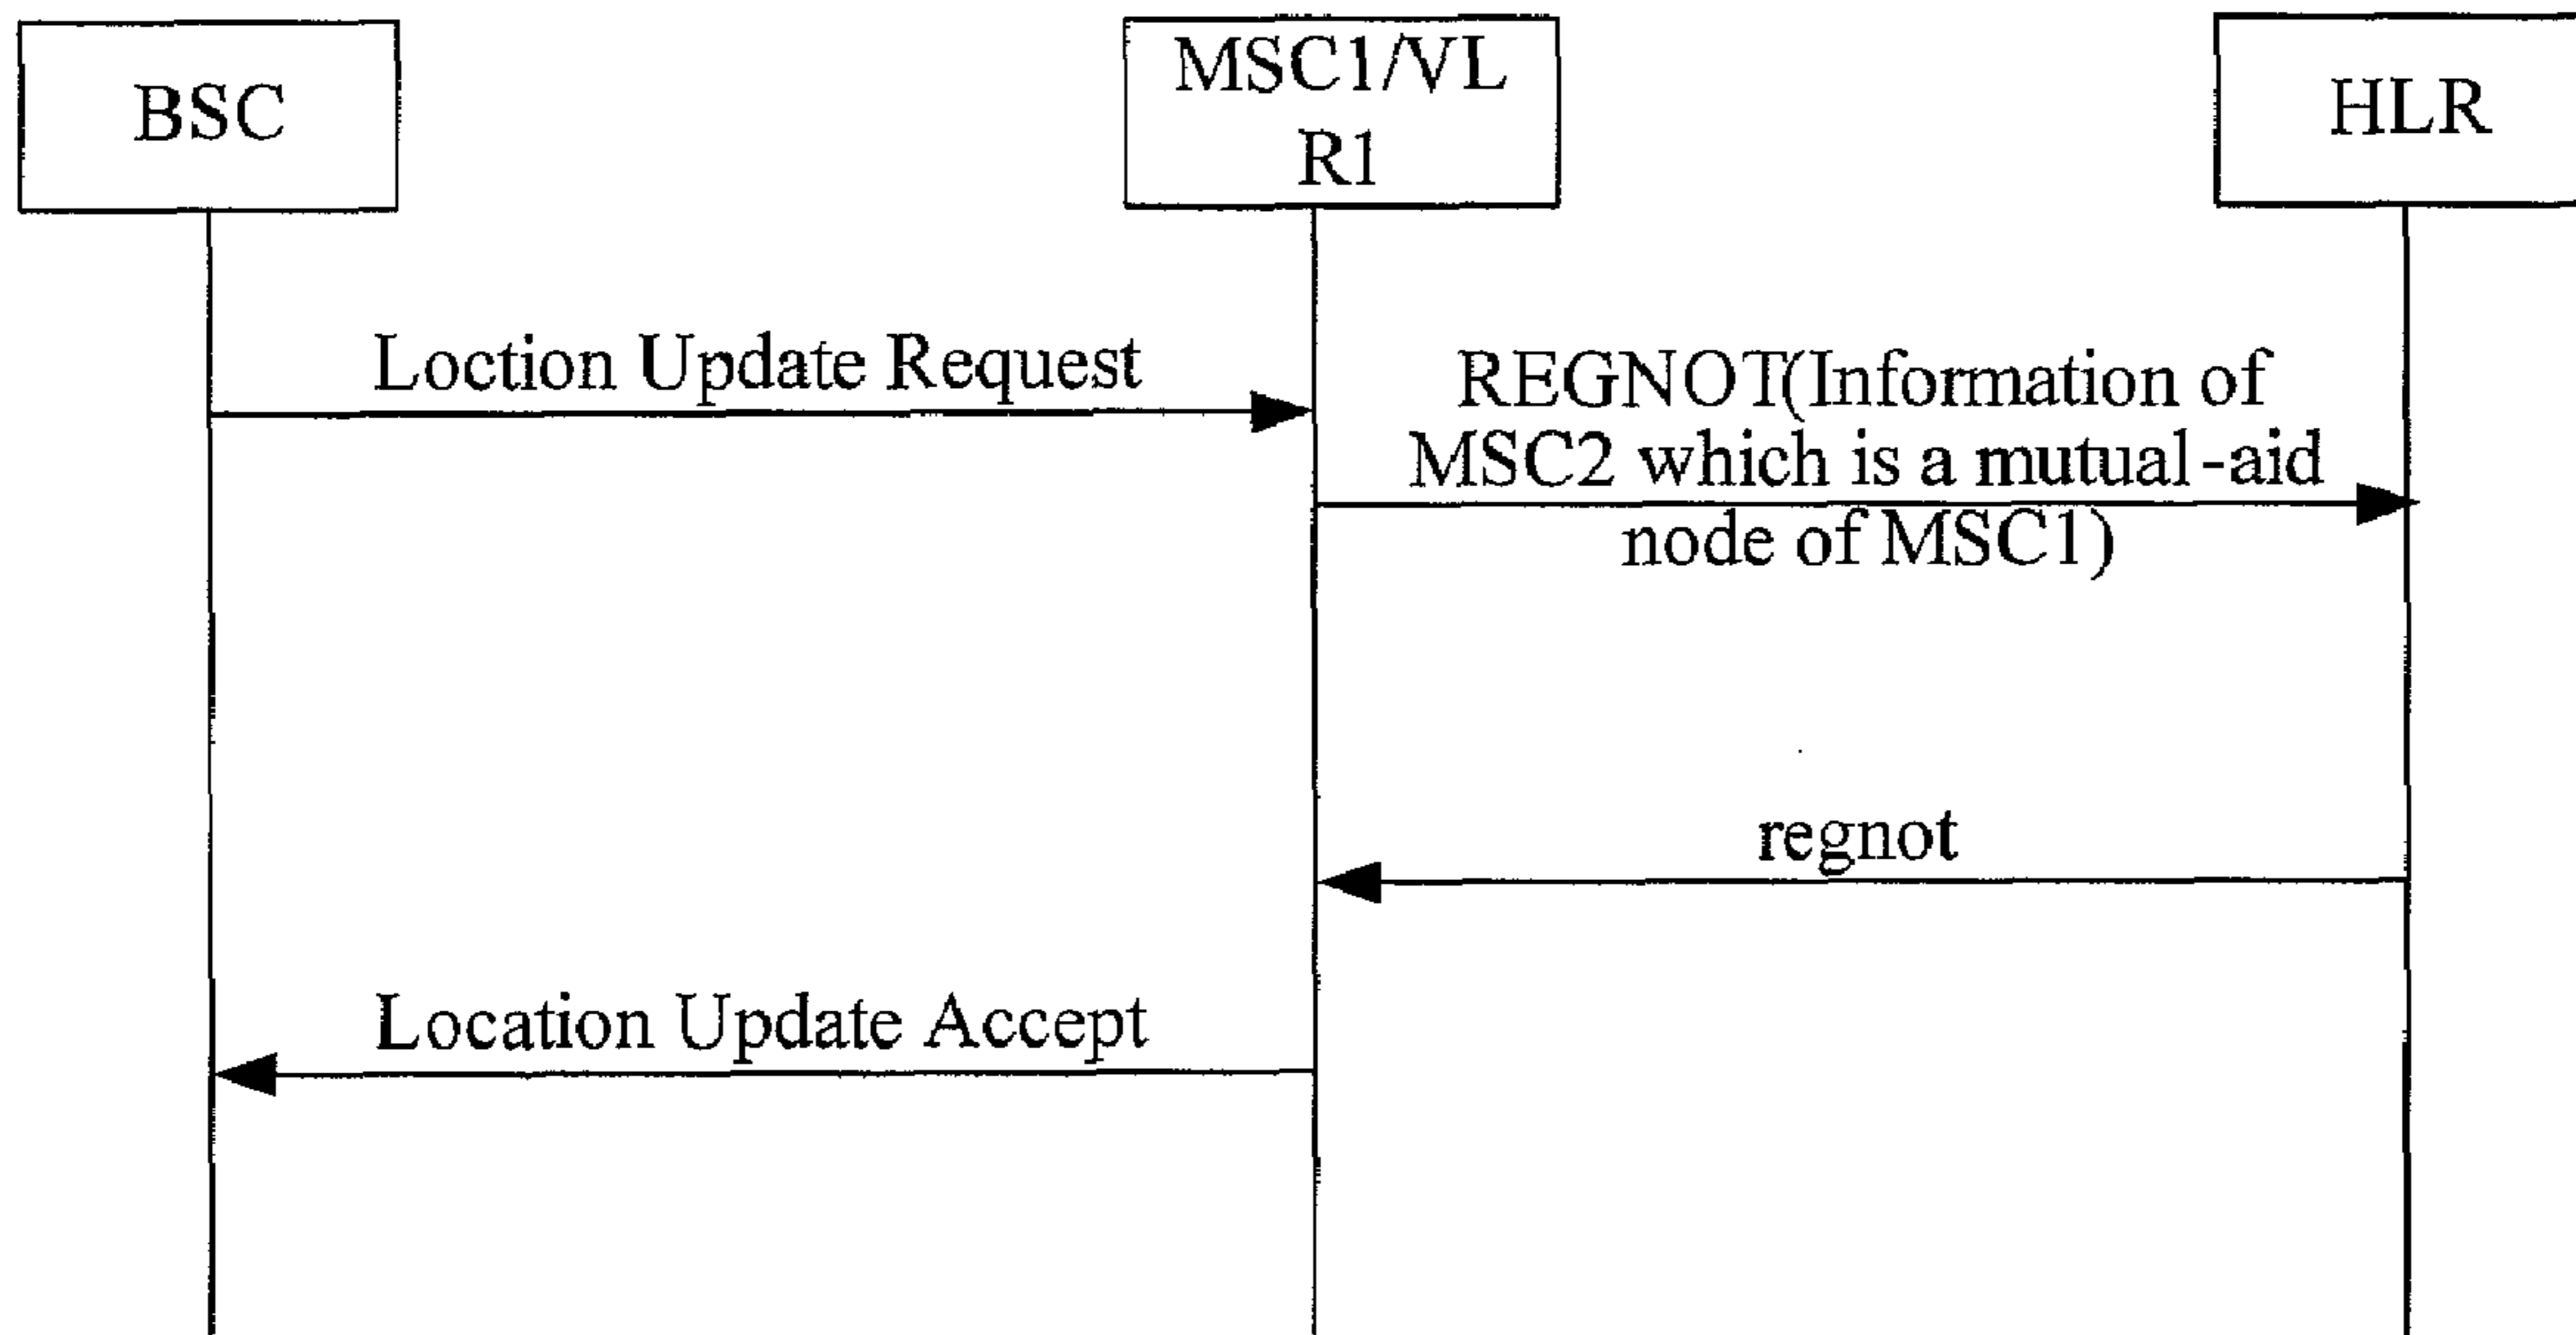 BSC
MSC1/VL
R1
HLR
Loction Update Request
REGNOT(Information of
MSC2 which is a mutual-aid
node of MSC1)
regnot
Location Update Accept